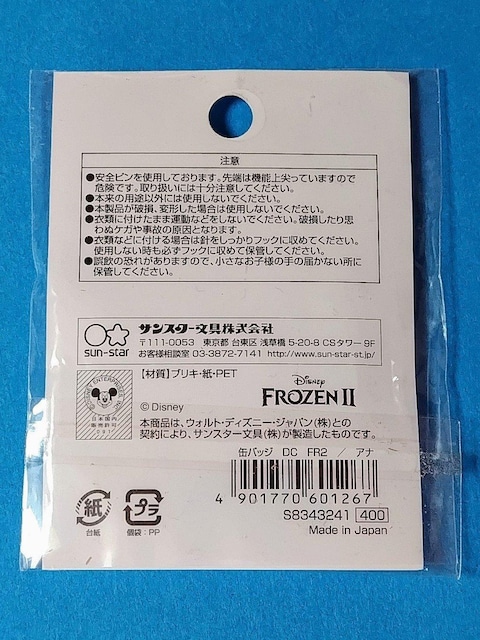 注意
●安全ピンを使用しております。先端は機能上尖っていますので
危険です。取り扱いには十分注意してください。
●本来の用途以外には使用しないでください。
●本製品が破損、変形した場合は使用しないでください。
●衣類に付けたまま運動などをしないでください。破損したり思
わぬケガや事故の原因となります。
●衣類などに付ける場合は針をしっかりフックに収めてください。
使用しない時も必ずフックに収めて保管してください。
●誤飲の恐れがありますので、小さなお子様の手の届かない所に
保管してください。
sun-star
サンスター文具株式会社
〒111-0053 東京都 台東区 浅草橋 5-20-8 CSタワー 9F
お客様相談室 03-3872-7141 http://www.sun-star-st.jp/
【材質】ブリキ・紙・PET
日本国内
販売許可
© Disney
Disney
FROZEN II
本商品は、ウォルト・ディズニー・ジャパン(株)との
契約により、サンスター文具(株)が製造したものです。
缶バッジ DC FR2 / アナ
4 901770 601267
S8343241 400
Made in Japan
紙
台紙
プラ
個袋:PP